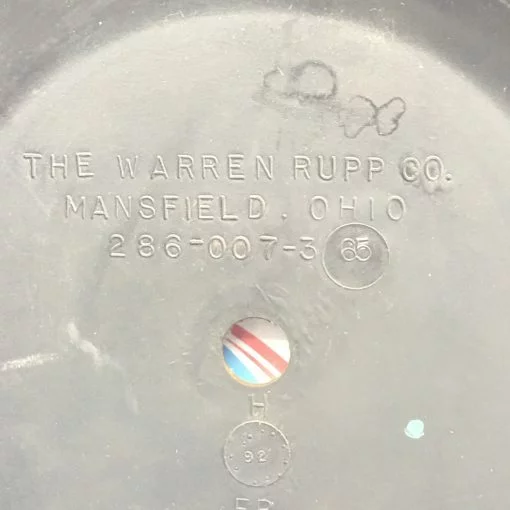 THE WARREN RUPP CO.
MANSFIELD, OHIO
286-007-3 65
H
92